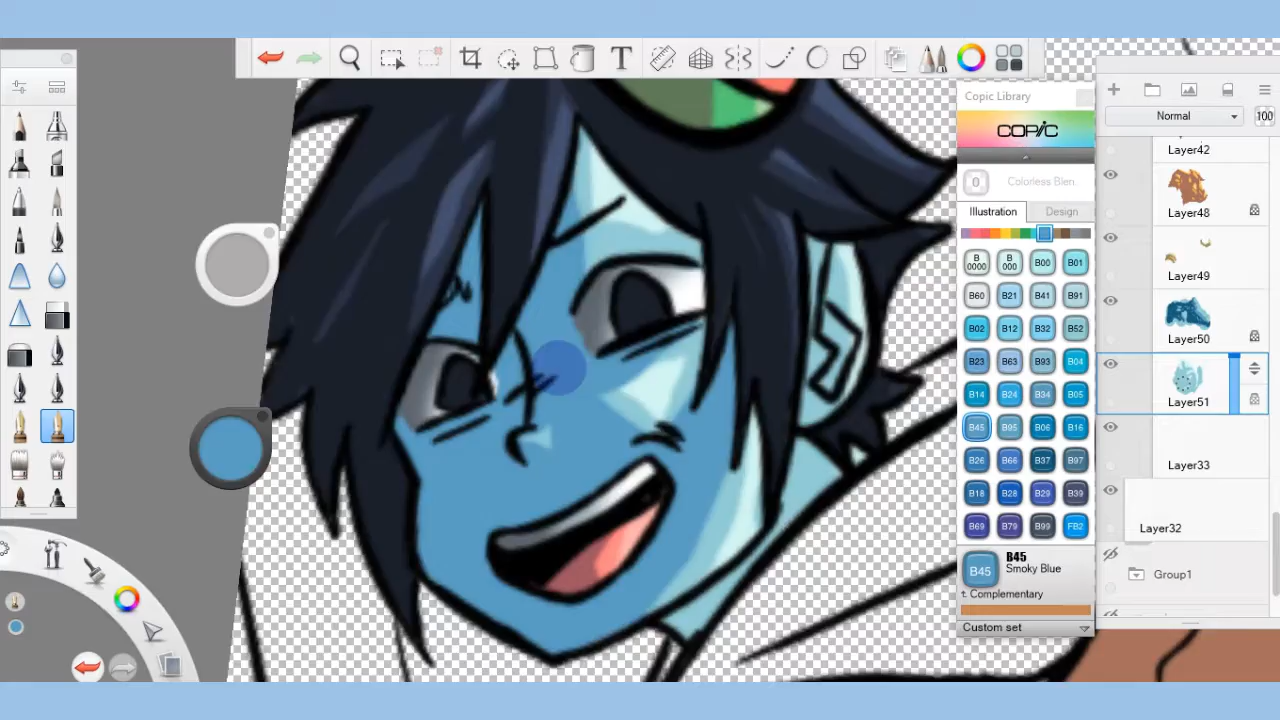 T
Copic Library
COPIC
0 Colorless Blen
Illustration Design
B0000 B000 B00 B01
B60 B21 B41 B91
B02 B12 B32 B52
B23 B63 B93 B04
B14 B24 B34 B05
B45 B95 B06 B16
B26 B66 B37 B97
B18 B28 B29 B39
B69 B79 B99 FB2
B45 B45
Smoky Blue
Complementary
Custom set
Normal 100
Layer42
Layer48
Layer49
Layer50
Layer51
Layer33
Layer32
Group1